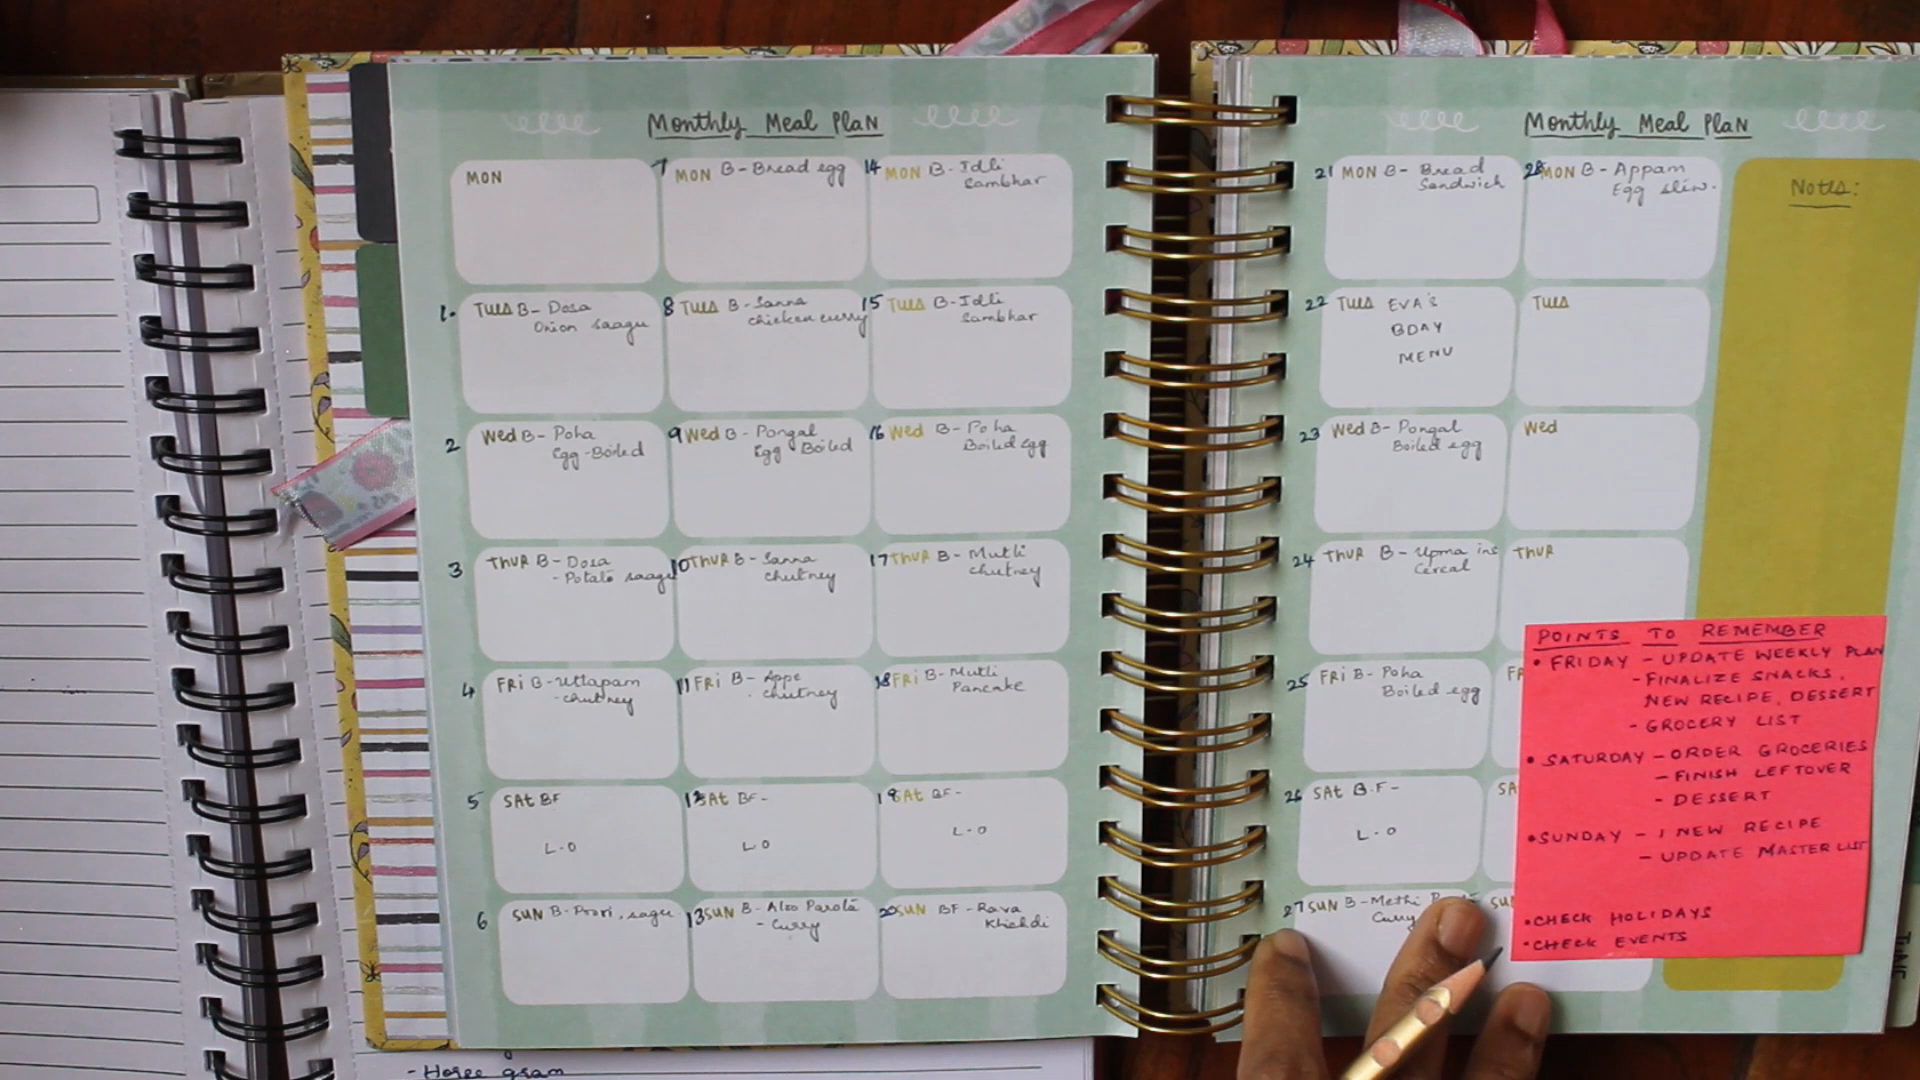 Monthly Meal Plan
MON
7 MON B- Bread egg
14 MON B- Idli
Sambhar
1. TUES B- Dosa
Onion saagu
8 TUES B- Sanna
chicken curry
15 TUES B- Idli
Sambhar
2 Wed B- Poha
Egg - Boiled
9 Wed B- Pongal
Egg Boiled
16 Wed B- Poha
Boiled Egg
3 THUR B- Dosa
- Potato saagu
10 THUR B- Sanna
chutney
17 THUR B- Mutli
chutney
4 FRI B- Uttapam
- chutney
11 FRI B- Appe
- chutney
18 FRI B- Mutli
Pancake
5 SAt BF
L.O
12 SAt BF-
L O
19 SAt BF-
L-O
6 SUN B- Poori, sagu
13 SUN B- Aloo Parota
- Curry
20 SUN BF - Rava
Khichdi
Monthly Meal Plan
21 MON B- Bread
Sandwich
28 MON B- Appam
Egg
22 TUES EVA'S
BDAY
MENU
TUES
23 Wed B- Pongal
Boiled egg
Wed
24 THUR B- Upma ins
Cereal
THUR
25 FRI B- Poha
Boiled egg
26 SAt B.F-
L-O
27 SUN B- Methi
Curry
Notes:
POINTS TO REMEMBER
• FRIDAY - UPDATE WEEKLY PLAN
- FINALIZE SNACKS,
NEW RECIPE, DESSERT
- GROCERY LIST
• SATURDAY - ORDER GROCERIES
- FINISH LEFTOVER
- DESSERT
• SUNDAY - 1 NEW RECIPE
- UPDATE MASTER LIST
• CHECK HOLIDAYS
• CHECK EVENTS
JUNE
- Horse gram